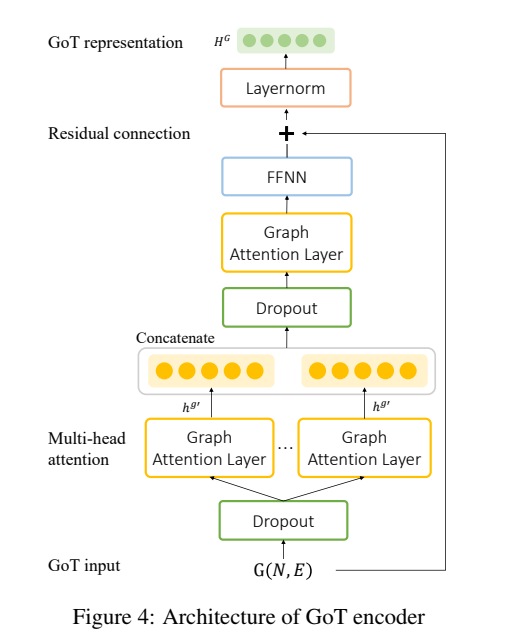 GoT representation
H^G
Layernorm
Residual connection
+
FFNN
Graph
Attention Layer
Dropout
Concatenate
h^{g'}
h^{g'}
Multi-head
attention
Graph
Attention Layer
...
Graph
Attention Layer
Dropout
GoT input
G(N, E)
Figure 4: Architecture of GoT encoder